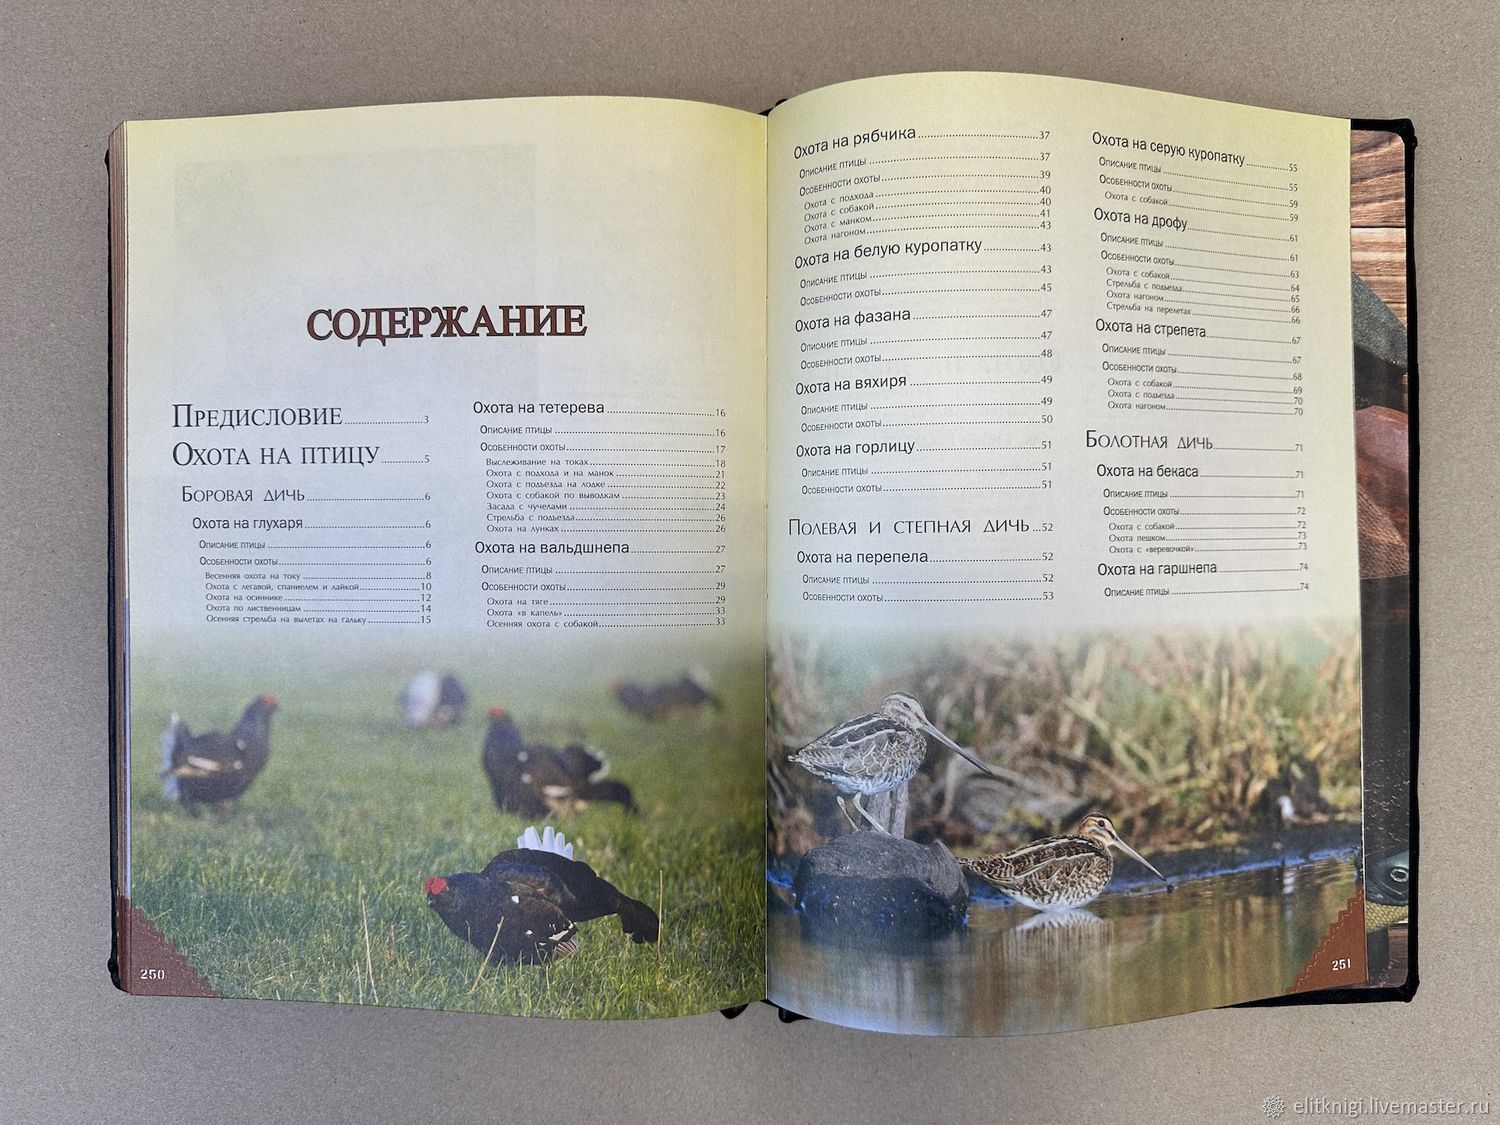 СОДЕРЖАНИЕ
Предисловие 3
Охота на птицу 5
Боровая дичь 6
Охота на глухаря 6
Описание птицы 6
Особенности охоты 6
Весенняя охота на току 8
Охота с легавой, спаниелем и лайкой 10
Охота на осиннике 12
Охота по лиственницам 14
Осенняя стрельба на вылетах на гальку 15
Охота на тетерева 16
Описание птицы 16
Особенности охоты 17
Выслеживание на токах 18
Охота с подхода и на манок 21
Охота с подъезда на лодке 22
Охота с собакой по выводкам 23
Засада с чучелами 24
Стрельба с подъезда 26
Охота на лунках 26
Охота на вальдшнепа 27
Описание птицы 27
Особенности охоты 29
Охота на тяге 29
Охота «в капель» 33
Осенняя охота с собакой 33
250
Охота на рябчика 37
Описание птицы 37
Особенности охоты 39
Охота с подхода 40
Охота с собакой 40
Охота с манком 41
Охота нагоном 43
Охота на белую куропатку 43
Описание птицы 43
Особенности охоты 45
Охота на фазана 47
Описание птицы 47
Особенности охоты 48
Охота на вяхиря 49
Описание птицы 49
Особенности охоты 50
Охота на горлицу 51
Описание птицы 51
Особенности охоты 51
Полевая и степная дичь 52
Охота на перепела 52
Описание птицы 52
Особенности охоты 53
Охота на серую куропатку 55
Описание птицы 55
Особенности охоты 59
Охота с собакой 59
Охота на дрофу 61
Описание птицы 61
Особенности охоты 63
Охота с собакой 64
Стрельба с подъезда 65
Охота нагоном 66
Стрельба на перелетах 66
Охота на стрепета 67
Описание птицы 67
Особенности охоты 68
Охота с собакой 69
Охота с подъезда 70
Охота нагоном 70
Болотная дичь 71
Охота на бекаса 71
Описание птицы 71
Особенности охоты 72
Охота с собакой 72
Охота пешком 73
Охота с «веревочкой» 73
Охота на гаршнепа 74
Описание птицы 74
251
elitknigi.livemaster.ru